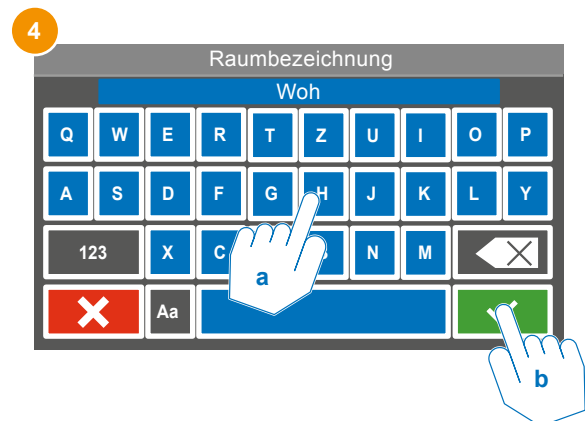 4
Raumbezeichnung
Woh
Q W E R T Z U I O P
A S D F G H J K L Y
123 X C B N M
a
Aa
b